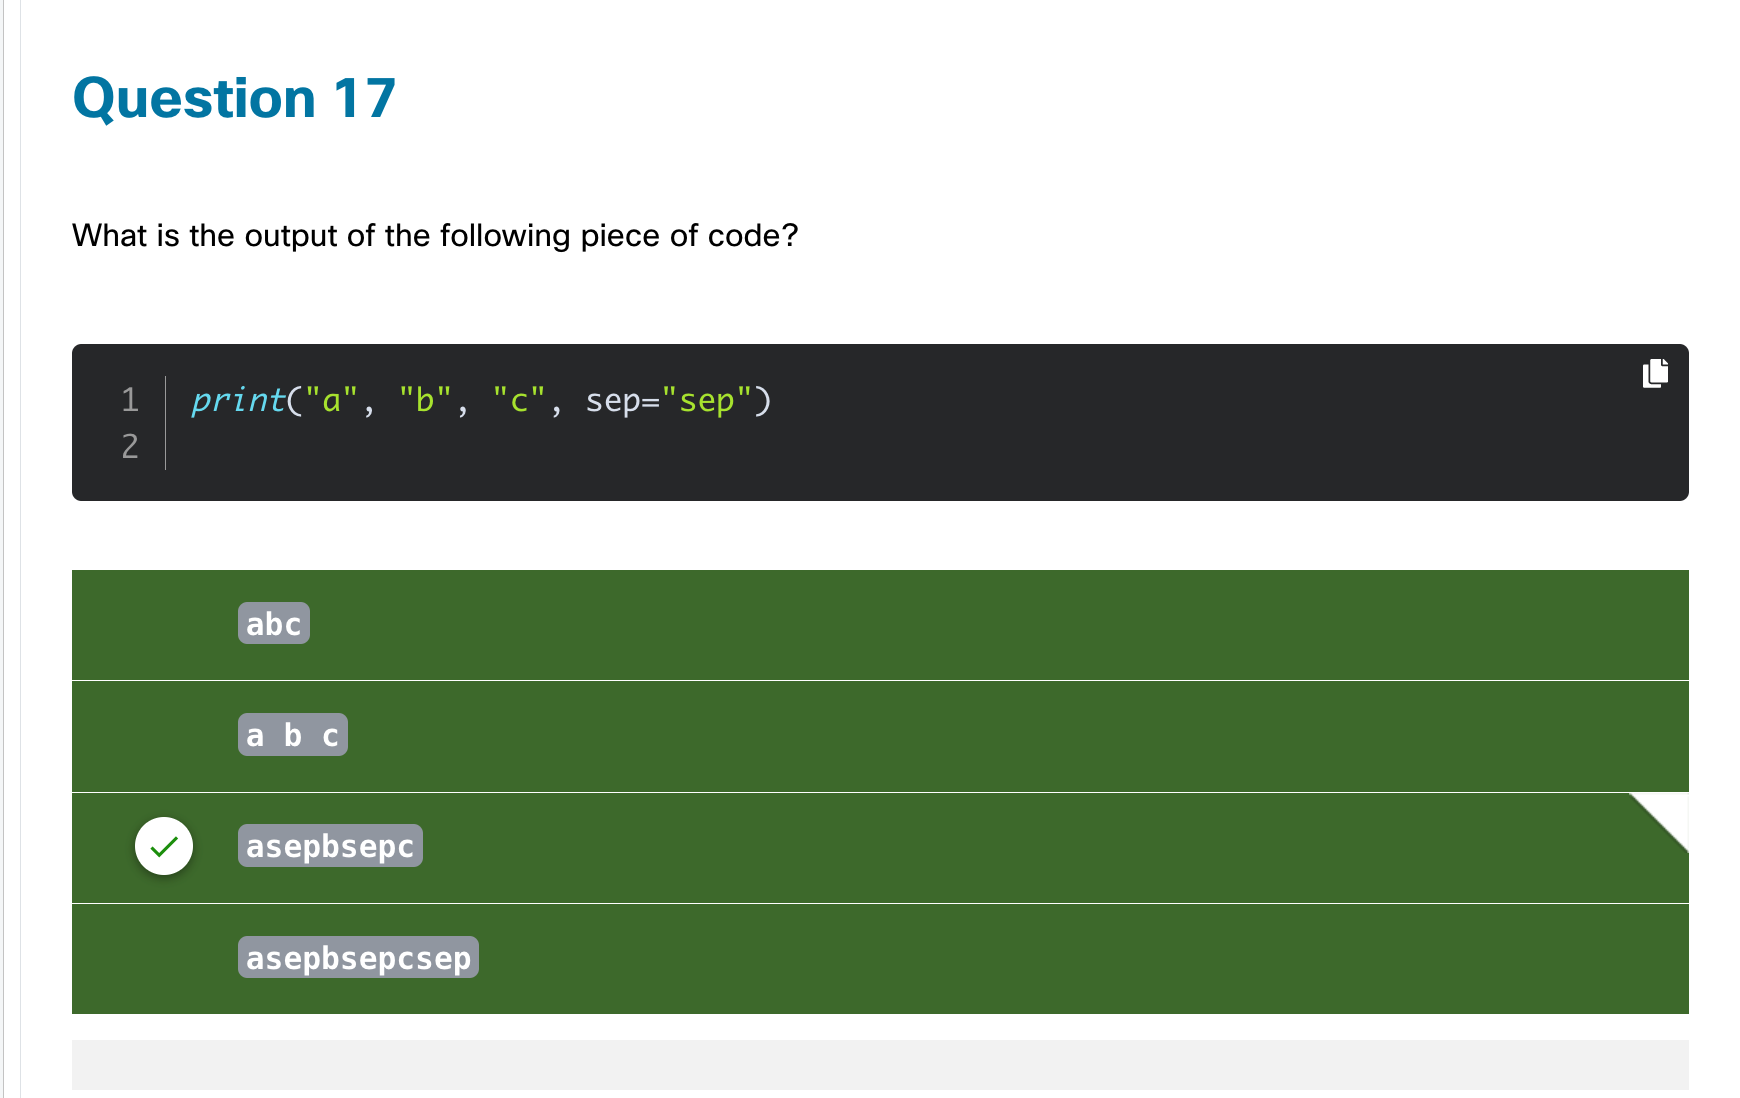 Question 17
What is the output of the following piece of code?
1 print("a", "b", "c", sep="sep")
2
abc
a b c
asepbsepc
asepbsepcsep